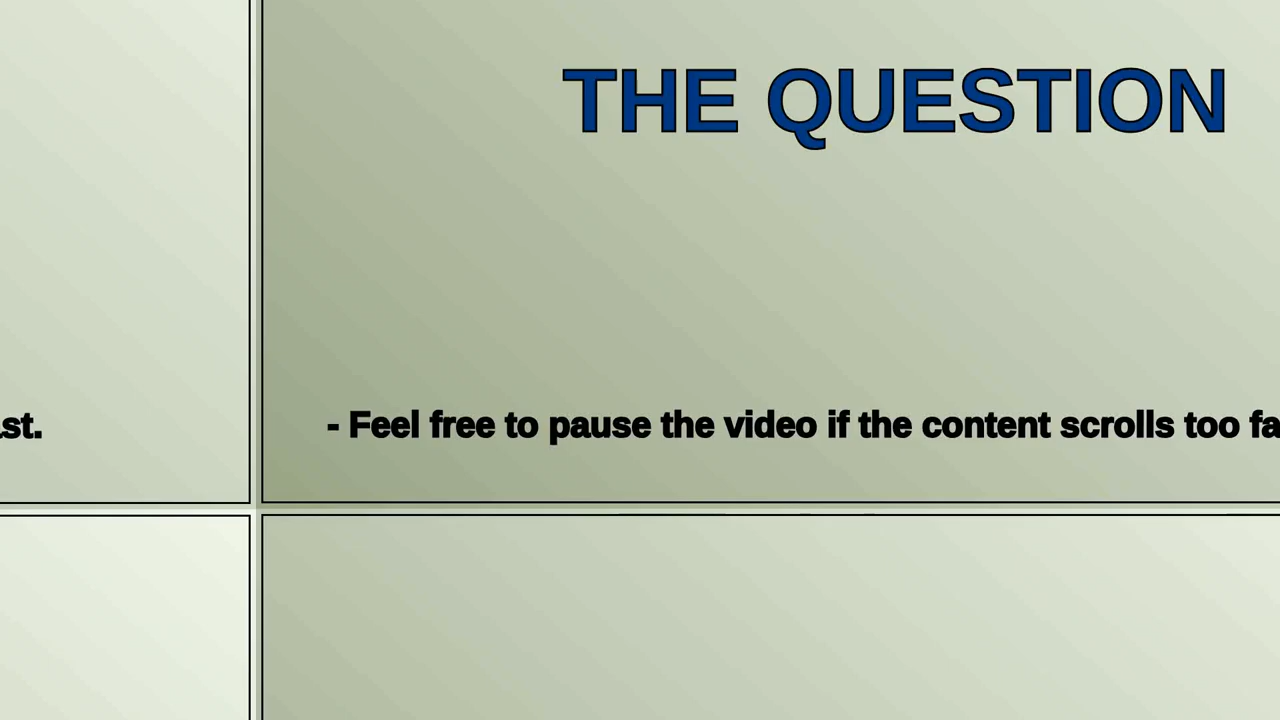 THE QUESTION
st.
- Feel free to pause the video if the content scrolls too fa